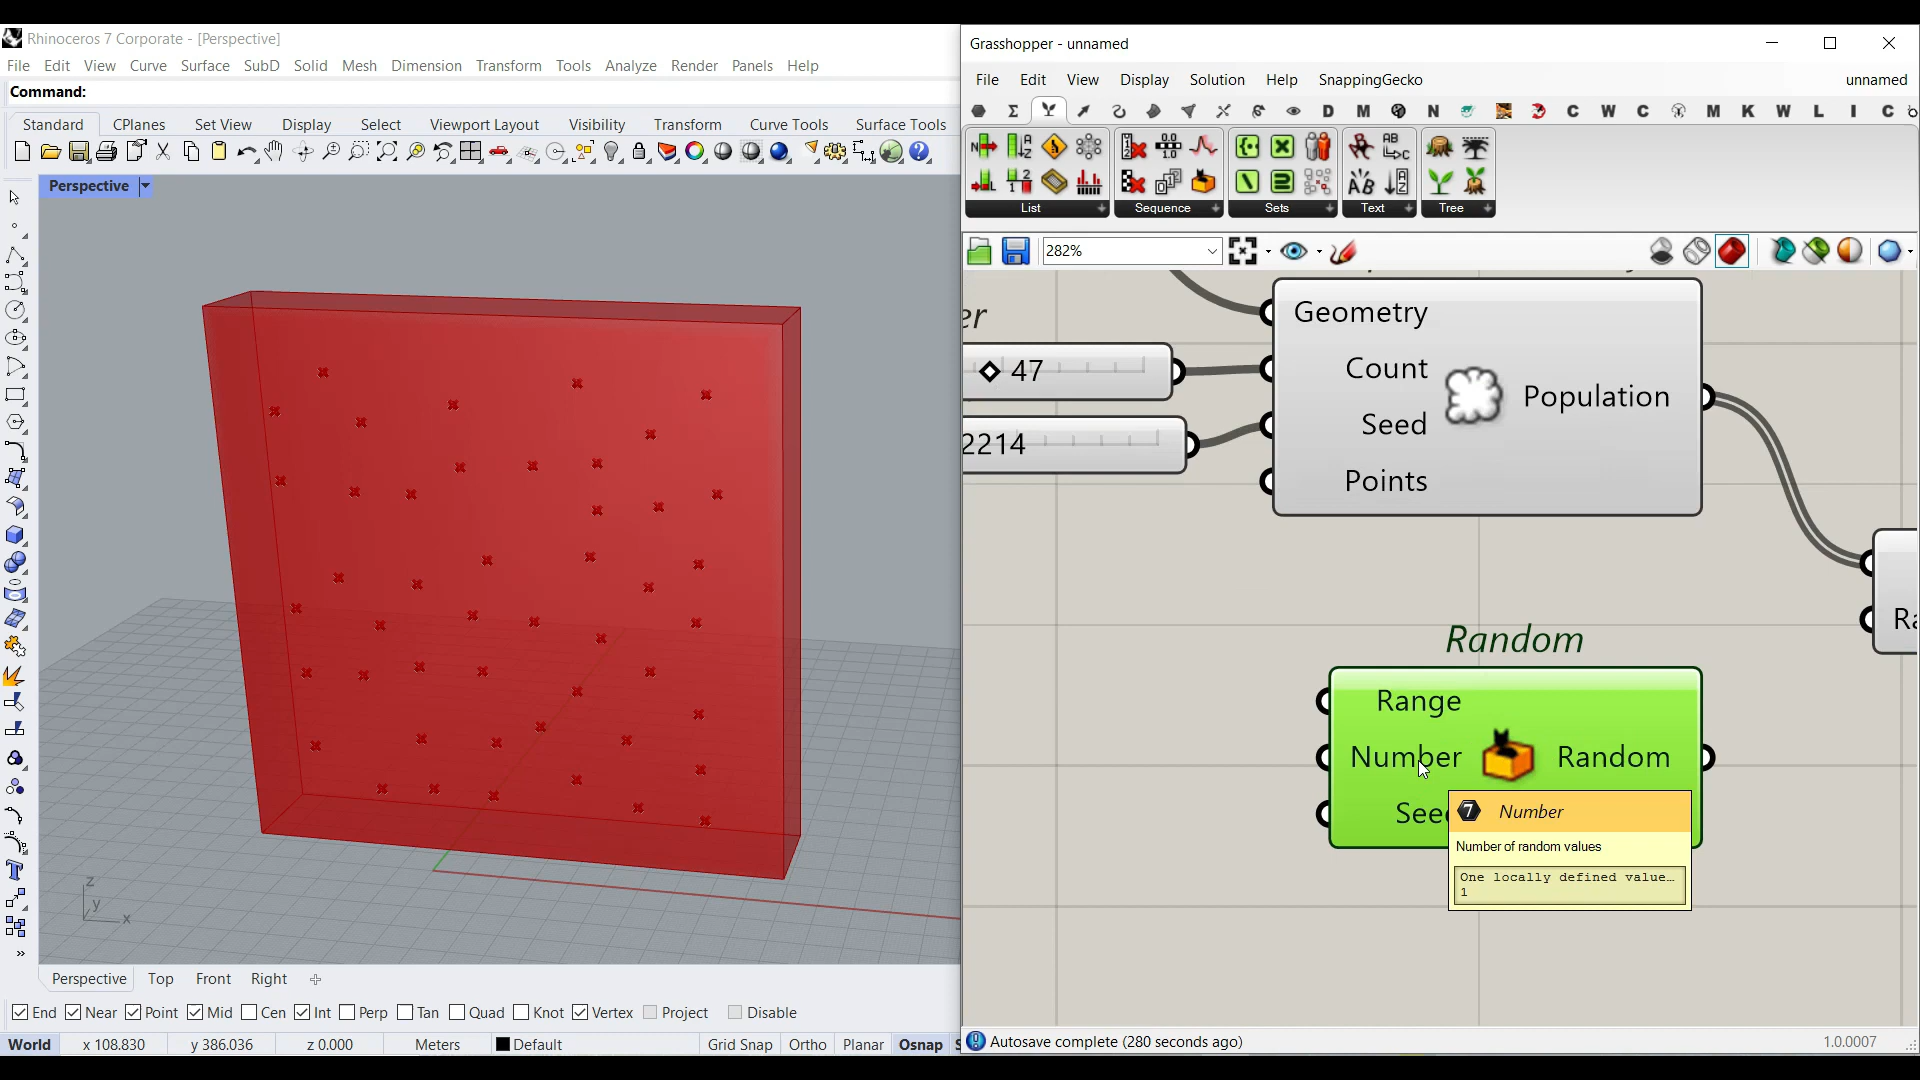 Rhinoceros 7 Corporate - [Perspective]
File Edit View Curve Surface SubD Solid Mesh Dimension Transform Tools Analyze Render Panels Help
Command:
Standard CPlanes Set View Display Select Viewport Layout Visibility Transform Curve Tools Surface Tools
Perspective
z
y
x
Perspective Top Front Right
End Near Point Mid Cen Int Perp Tan Quad Knot Vertex Project Disable
World x 108.830 y 386.036 z 0.000 Meters Default Grid Snap Ortho Planar Osnap S
Grasshopper - unnamed
File Edit View Display Solution Help SnappingGecko unnamed
D M N C W C M K W L I C
List Sequence Sets Text Tree
282%
er
Geometry
47
Count
Population
Seed
2214
Points
Ra
Random
Range
Number
Random
See
7 Number
Number of random values
One locally defined value…
1
Autosave complete (280 seconds ago) 1.0.0007